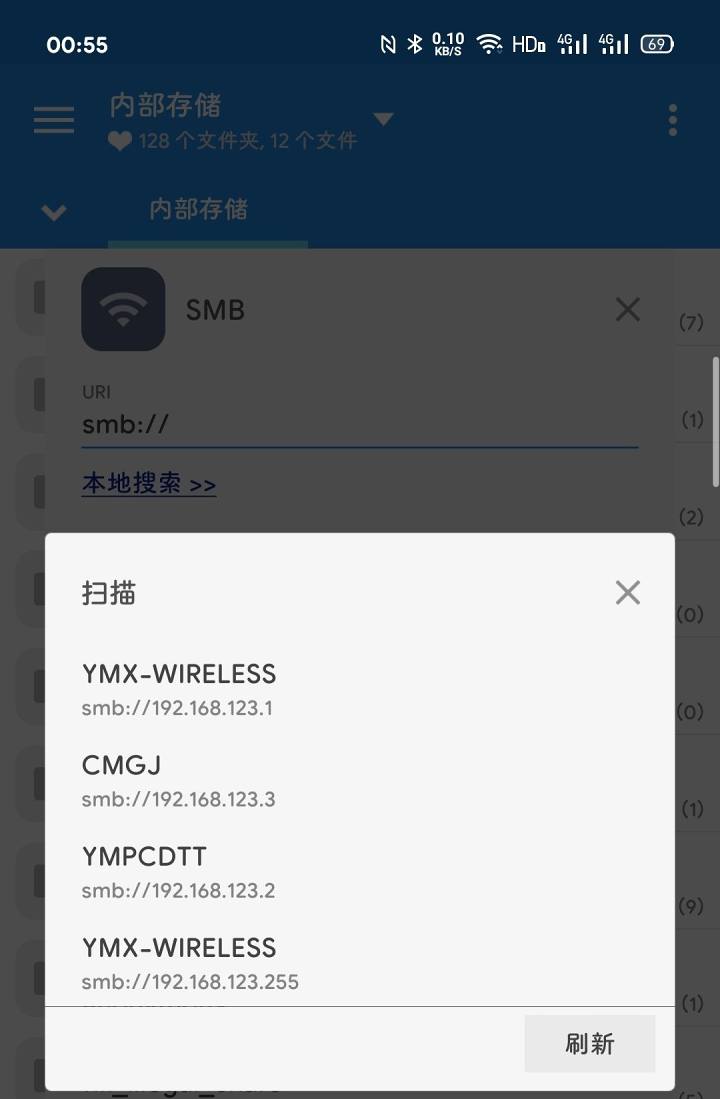 00:55
0.10 KB/S HD 4G 4G 69
内部存储
128 个文件夹, 12 个文件
内部存储
(7)
SMB
URI
(1)
smb://
本地搜索 >>
(2)
扫描
(0)
YMX-WIRELESS
smb://192.168.123.1
(0)
CMGJ
smb://192.168.123.3
(1)
YMPCDTT
smb://192.168.123.2
(9)
YMX-WIRELESS
smb://192.168.123.255
(1)
刷新